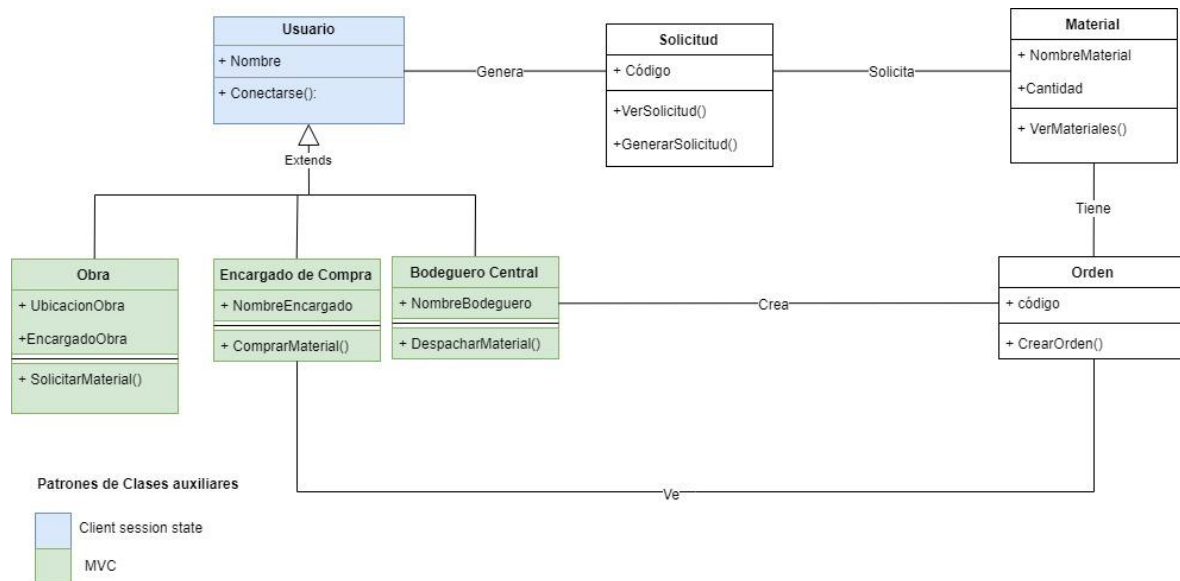 Usuario
+ Nombre
+ Conectarse():
Genera
Solicitud
+ Código
+VerSolicitud()
+GenerarSolicitud()
Solicita
Material
+ NombreMaterial
+Cantidad
+ VerMateriales()
Extends
Tiene
Obra
+ UbicacionObra
+EncargadoObra
+ SolicitarMaterial()
Encargado de Compra
+ NombreEncargado
+ ComprarMaterial()
Bodeguero Central
+ NombreBodeguero
+ DespacharMaterial()
Crea
Orden
+ código
+ CrearOrden()
Ve
Patrones de Clases auxiliares
Client session state
MVC